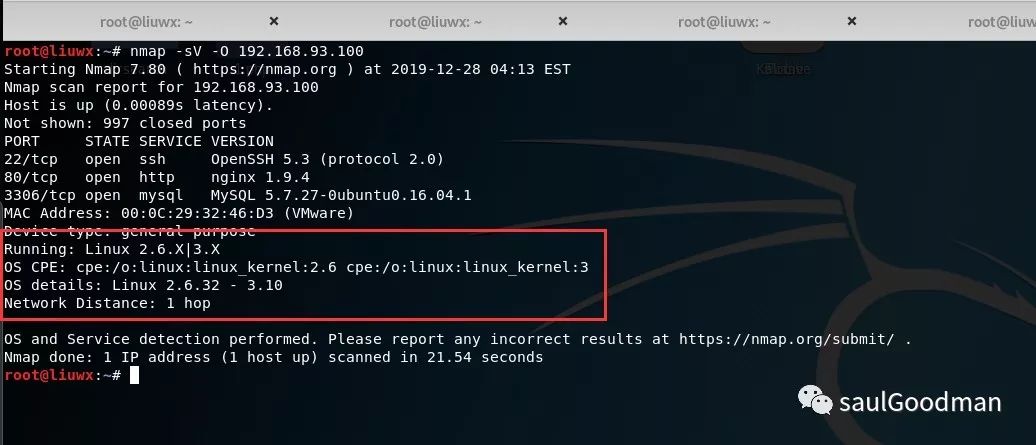 root@liuwx: ~ × root@liuwx: ~ × root@liuwx: ~ × root@liuw
root@liuwx:~# nmap -sV -O 192.168.93.100
Starting Nmap 7.80 ( https://nmap.org ) at 2019-12-28 04:13 EST
Nmap scan report for 192.168.93.100
Host is up (0.00089s latency).
Not shown: 997 closed ports
PORT     STATE SERVICE VERSION
22/tcp   open  ssh     OpenSSH 5.3 (protocol 2.0)
80/tcp   open  http    nginx 1.9.4
3306/tcp open  mysql   MySQL 5.7.27-0ubuntu0.16.04.1
MAC Address: 00:0C:29:32:46:D3 (VMware)
Device type: general purpose
Running: Linux 2.6.X|3.X
OS CPE: cpe:/o:linux:linux_kernel:2.6 cpe:/o:linux:linux_kernel:3
OS details: Linux 2.6.32 - 3.10
Network Distance: 1 hop
OS and Service detection performed. Please report any incorrect results at https://nmap.org/submit/ .
Nmap done: 1 IP address (1 host up) scanned in 21.54 seconds
root@liuwx:~#
saulGoodman